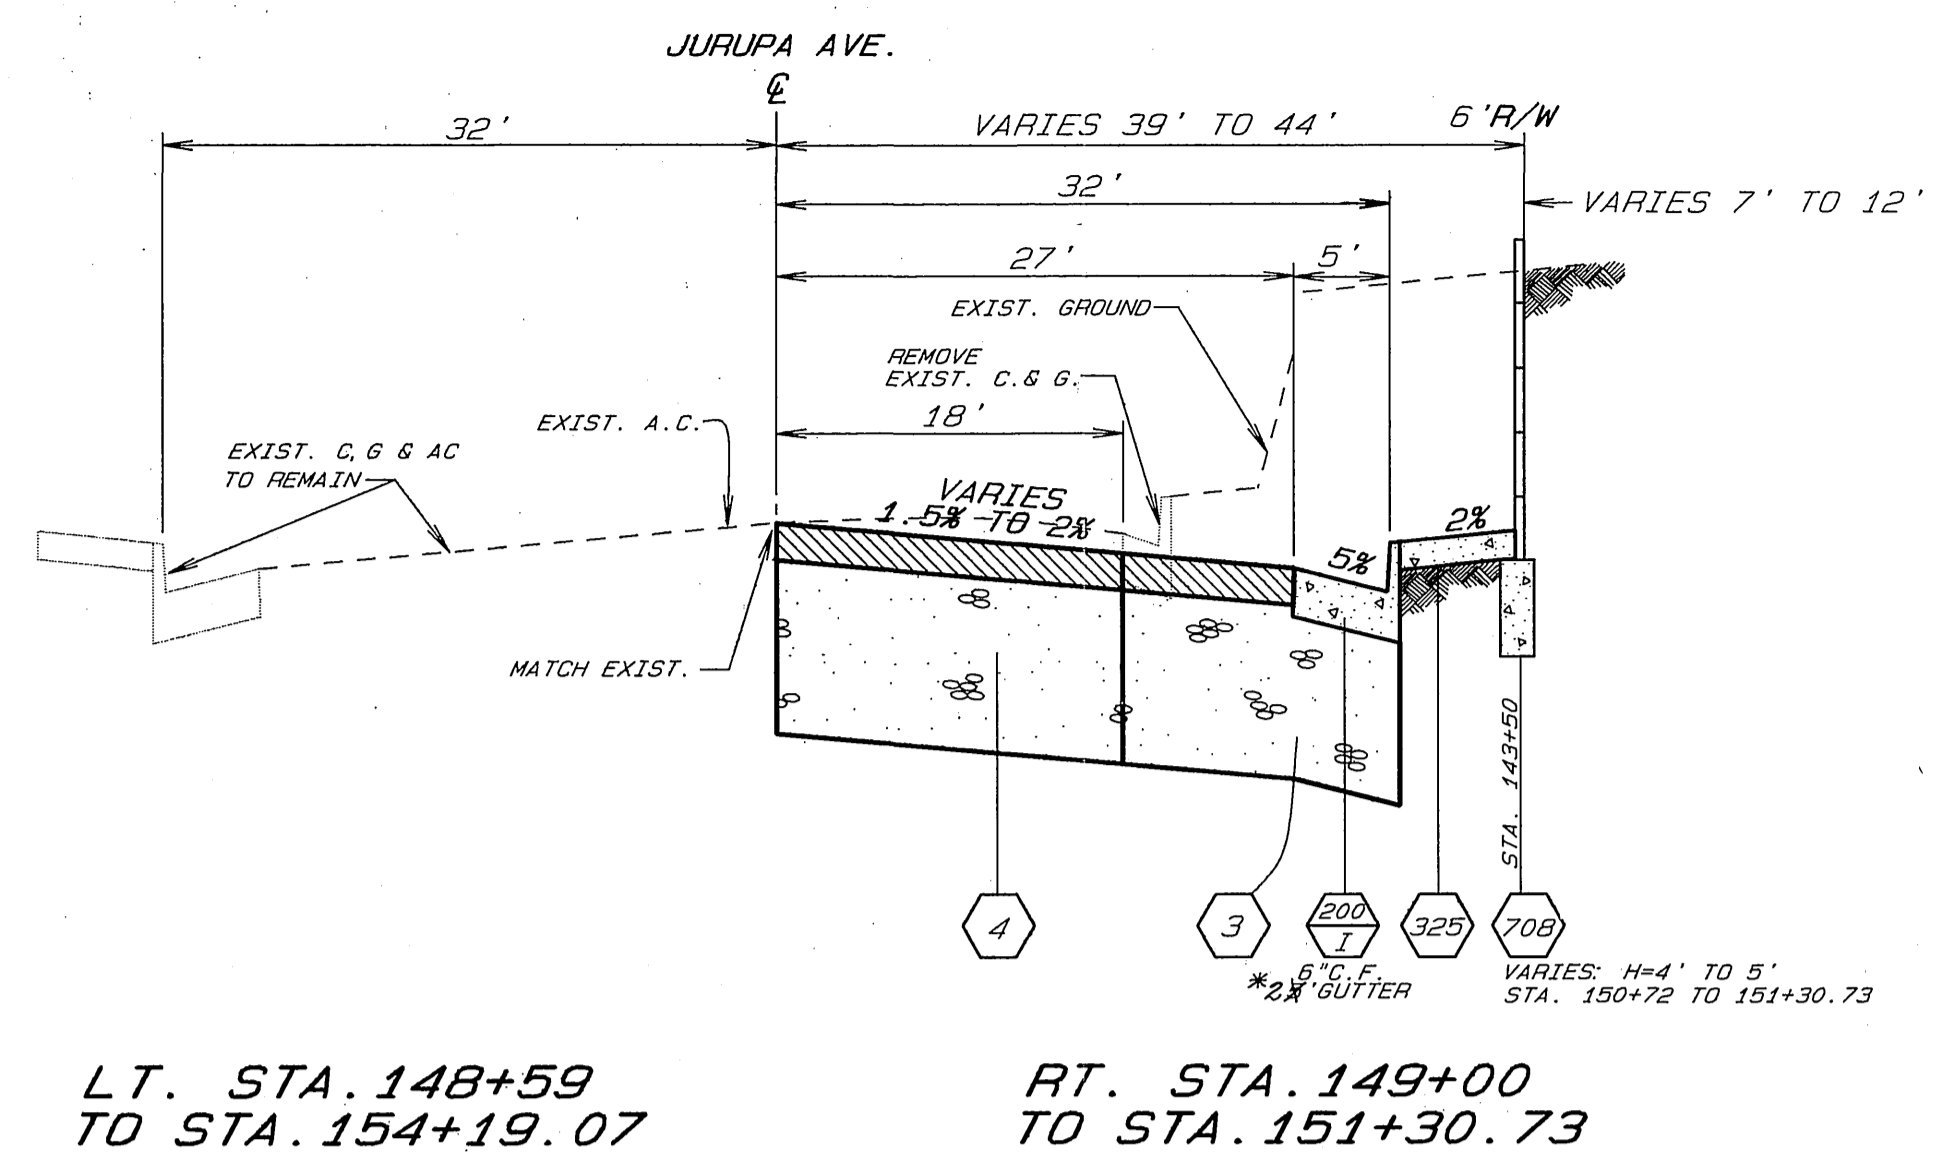 JURUPA AVE.
℄
32'
VARIES 39' TO 44'
6'R/W
32'
VARIES 7' TO 12'
27'
5'
EXIST. GROUND
REMOVE
EXIST. C.& G.
18'
EXIST. A.C.
EXIST. C,G & AC
TO REMAIN
VARIES
1.5% TO 2%
2%
5%
MATCH EXIST.
STA. 143+50
4
3
200
I
325
708
6"C.F.
*2' GUTTER
VARIES: H=4' TO 5'
STA. 150+72 TO 151+30.73
LT. STA.148+59
TO STA.154+19.07
RT. STA.149+00
TO STA.151+30.73